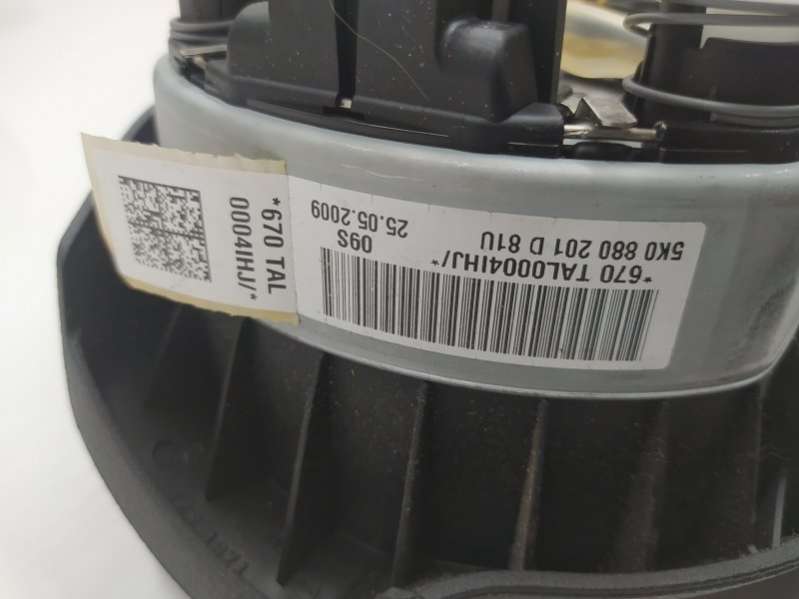 *670 TAL0004IHJ/*
09S
5K0 880 201 D 81U
25.05.2009
*670 TAL
0004IHJ//*